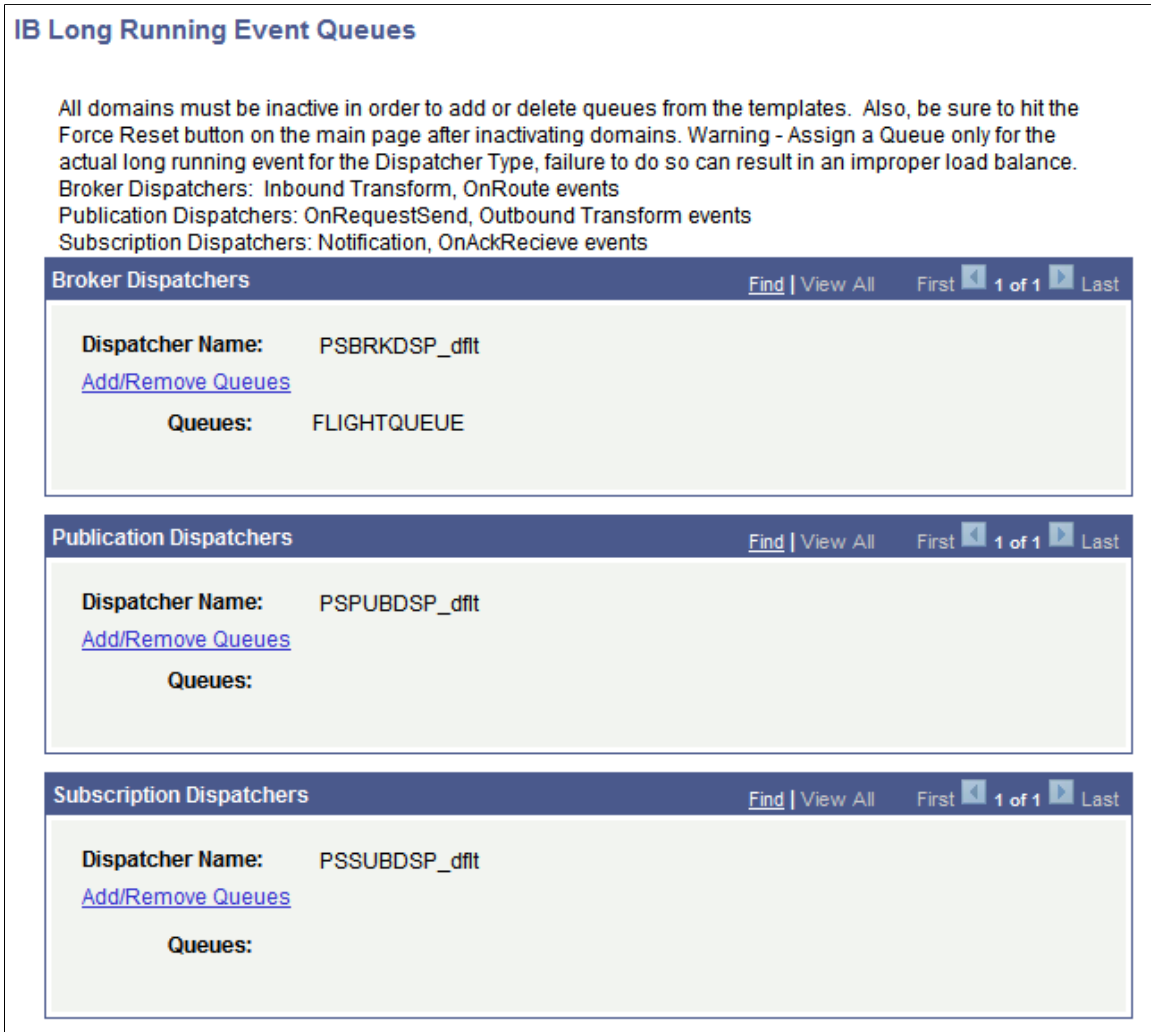 IB Long Running Event Queues
All domains must be inactive in order to add or delete queues from the templates.  Also, be sure to hit the
Force Reset button on the main page after inactivating domains. Warning - Assign a Queue only for the
actual long running event for the Dispatcher Type, failure to do so can result in an improper load balance.
Broker Dispatchers:  Inbound Transform, OnRoute events
Publication Dispatchers: OnRequestSend, Outbound Transform events
Subscription Dispatchers: Notification, OnAckRecieve events
Broker Dispatchers Find | View All First 1 of 1 Last
Dispatcher Name: PSBRKDSP_dflt
Add/Remove Queues
Queues: FLIGHTQUEUE
Publication Dispatchers Find | View All First 1 of 1 Last
Dispatcher Name: PSPUBDSP_dflt
Add/Remove Queues
Queues:
Subscription Dispatchers Find | View All First 1 of 1 Last
Dispatcher Name: PSSUBDSP_dflt
Add/Remove Queues
Queues: